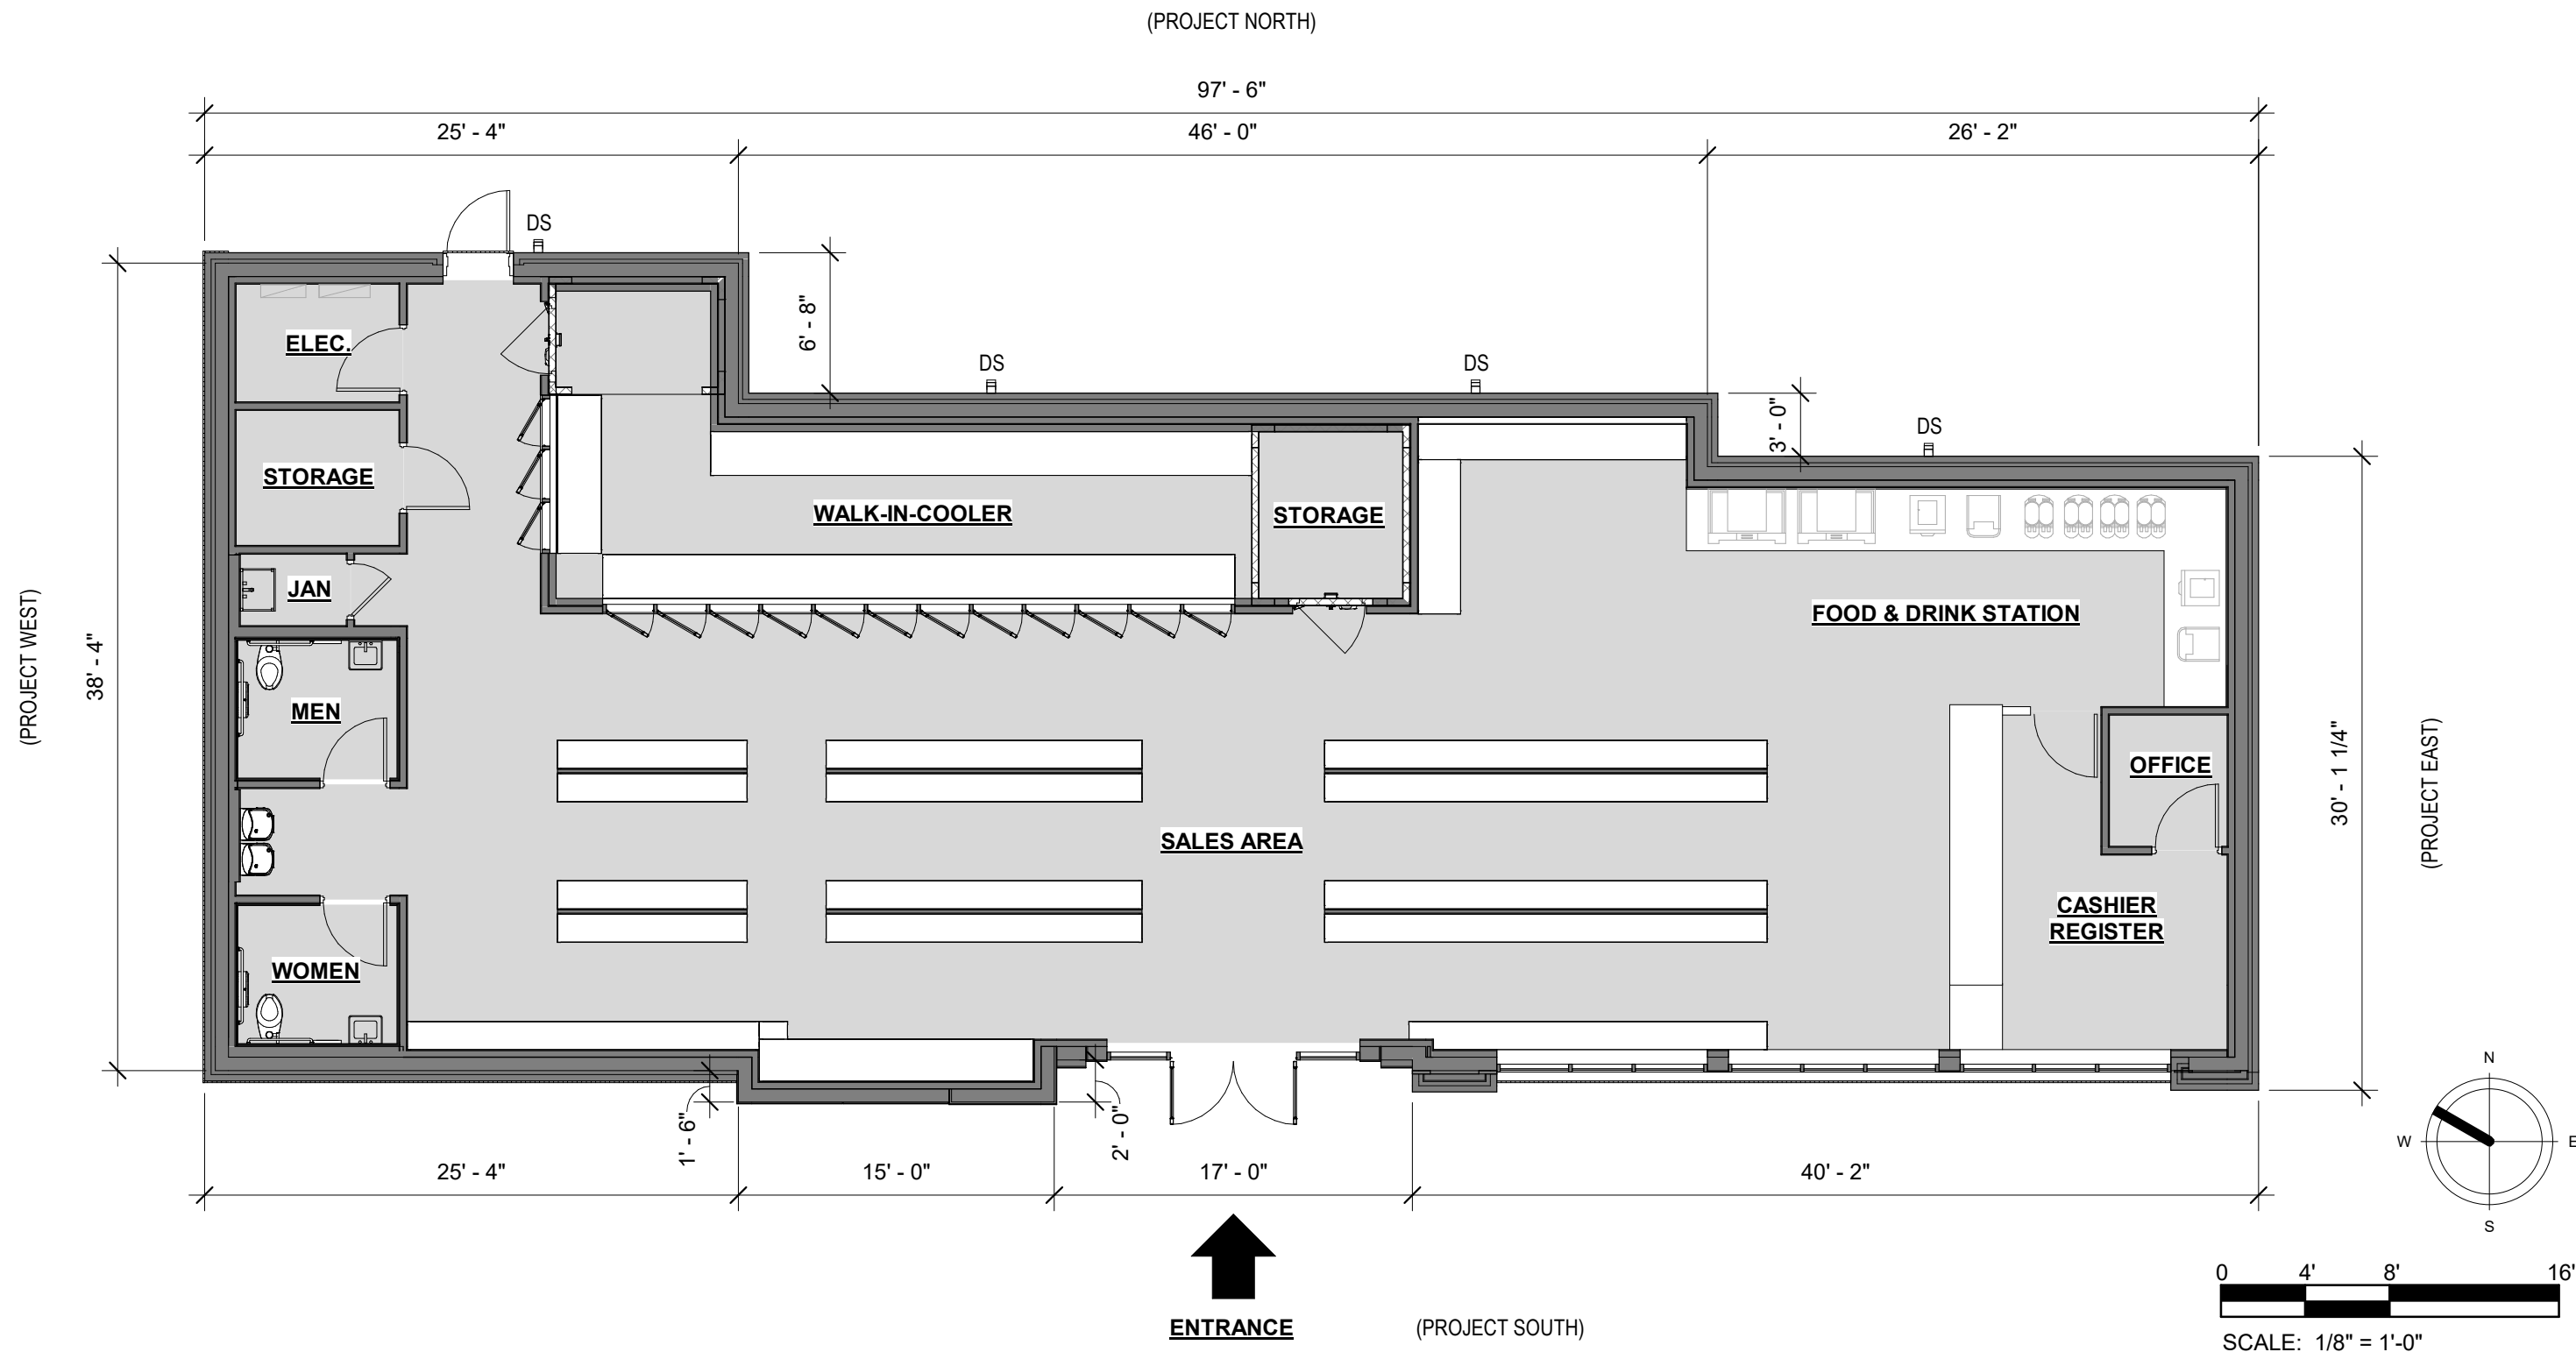 (PROJECT NORTH)
97' - 6"
25' - 4"
46' - 0"
26' - 2"
DS
6' - 8"
DS
DS
3' - 0"
DS
ELEC.
STORAGE
WALK-IN-COOLER
STORAGE
JAN
FOOD & DRINK STATION
(PROJECT WEST)
38' - 4"
MEN
OFFICE
30' - 1 1/4"
(PROJECT EAST)
SALES AREA
CASHIER
REGISTER
WOMEN
1' - 6"
2' - 0"
25' - 4"
15' - 0"
17' - 0"
40' - 2"
N
W
E
S
ENTRANCE
(PROJECT SOUTH)
0 4' 8' 16'
SCALE: 1/8" = 1'-0"